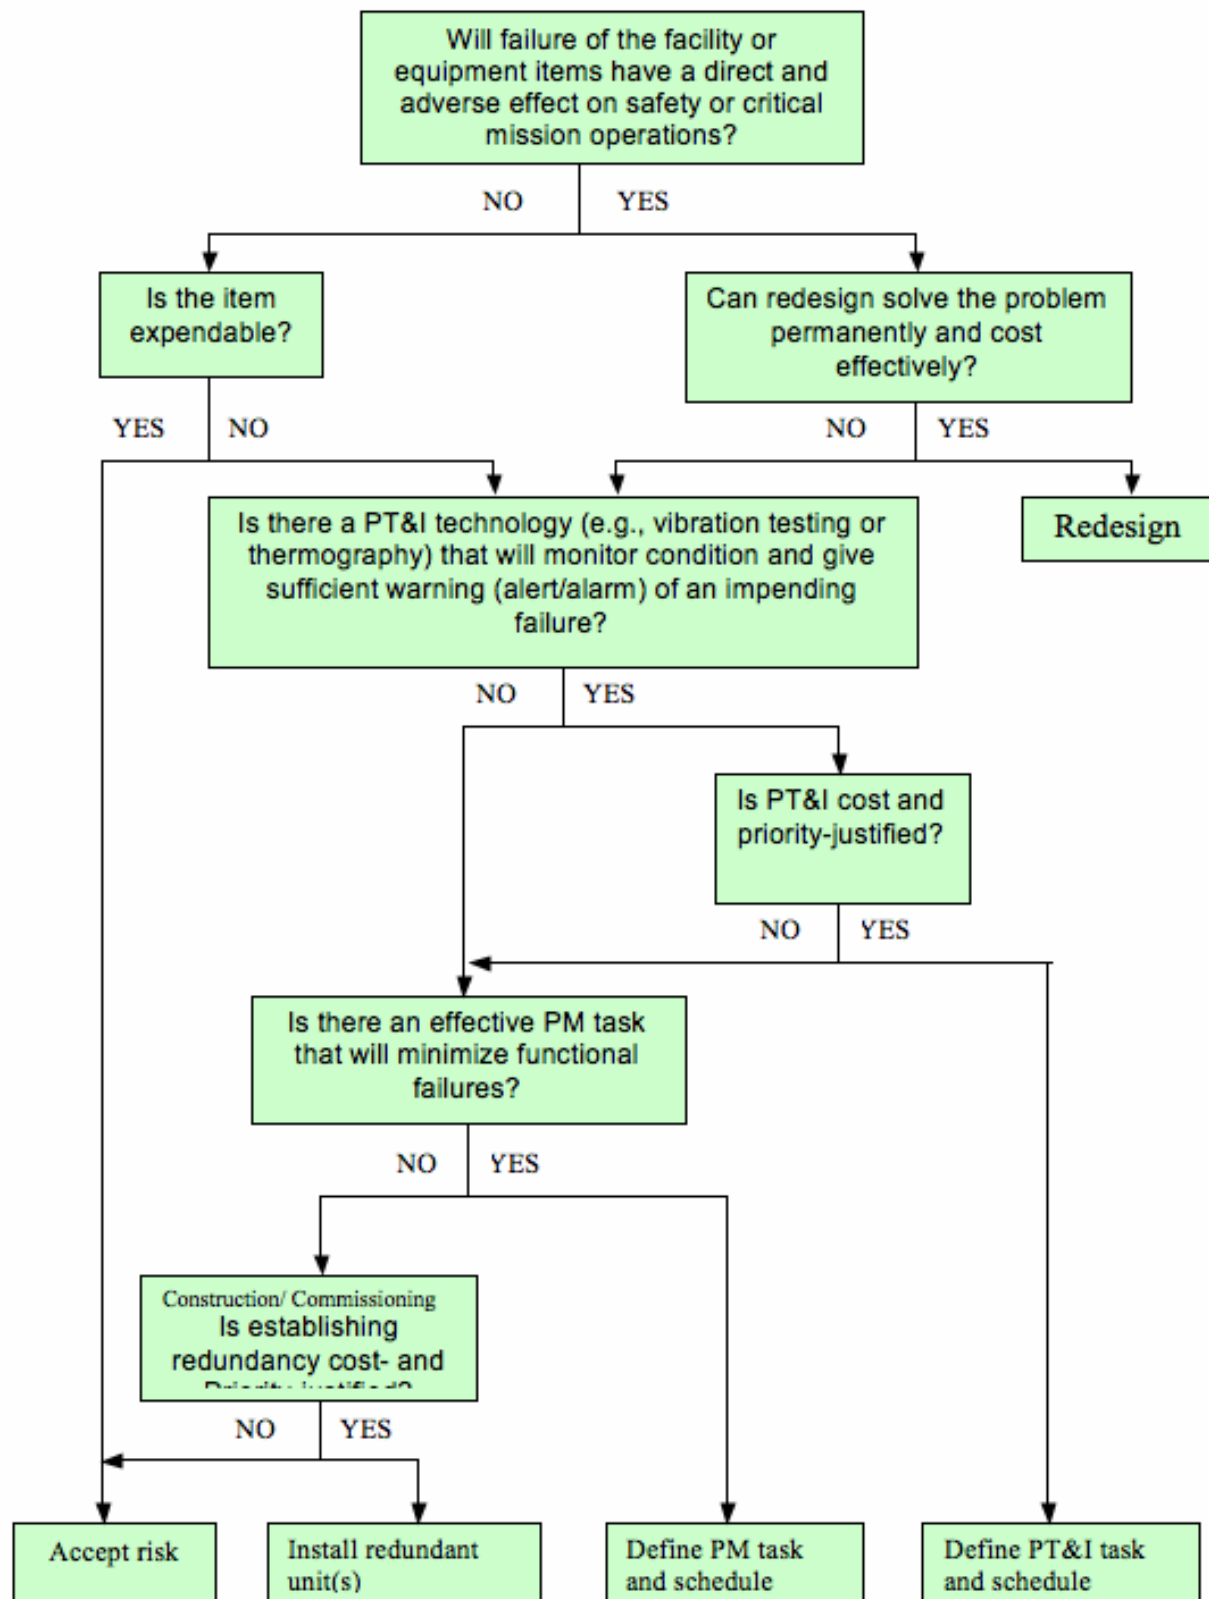 Will failure of the facility or
equipment items have a direct and
adverse effect on safety or critical
mission operations?
NO YES
Is the item
expendable?
Can redesign solve the problem
permanently and cost
effectively?
YES NO
NO YES
Is there a PT&I technology (e.g., vibration testing or
thermography) that will monitor condition and give
sufficient warning (alert/alarm) of an impending
failure?
Redesign
NO YES
Is PT&I cost and
priority-justified?
NO YES
Is there an effective PM task
that will minimize functional
failures?
NO YES
Construction/ Commissioning
Is establishing
redundancy cost- and
Priority-justified?
NO YES
Accept risk
Install redundant
unit(s)
Define PM task
and schedule
Define PT&I task
and schedule